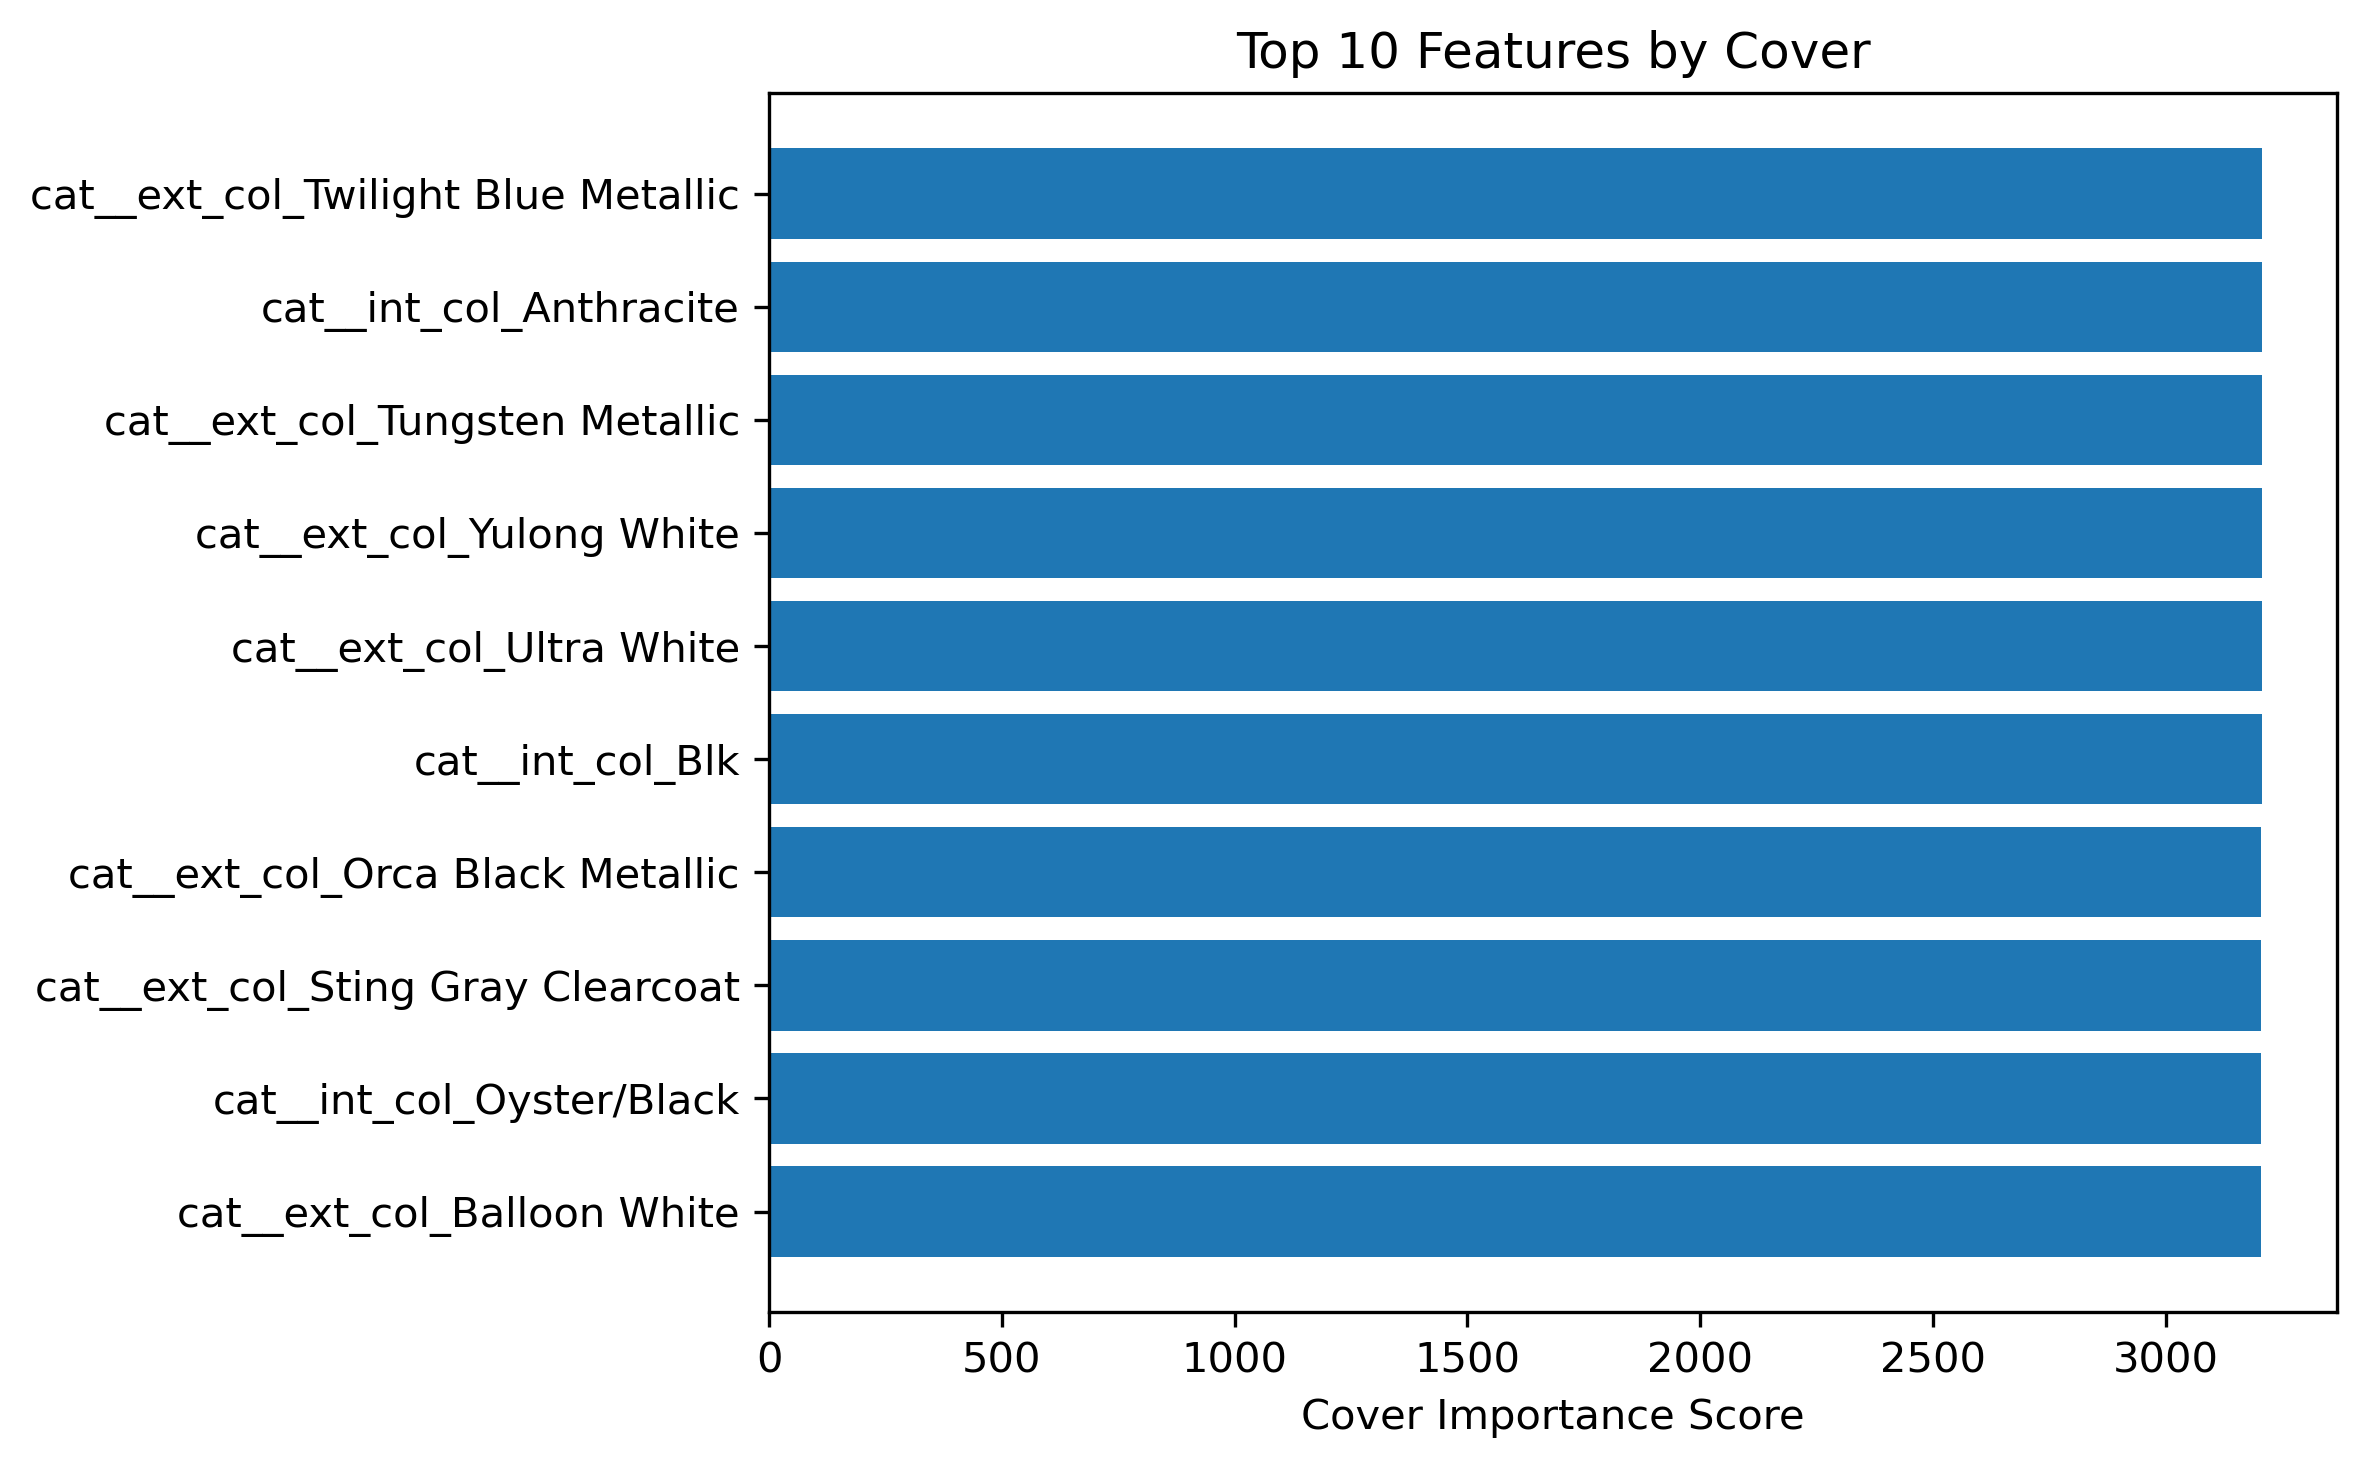 Top 10 Features by Cover
cat__ext_col_Twilight Blue Metallic
cat__int_col_Anthracite
cat__ext_col_Tungsten Metallic
cat__ext_col_Yulong White
cat__ext_col_Ultra White
cat__int_col_Blk
cat__ext_col_Orca Black Metallic
cat__ext_col_Sting Gray Clearcoat
cat__int_col_Oyster/Black
cat__ext_col_Balloon White
0 500 1000 1500 2000 2500 3000
Cover Importance Score